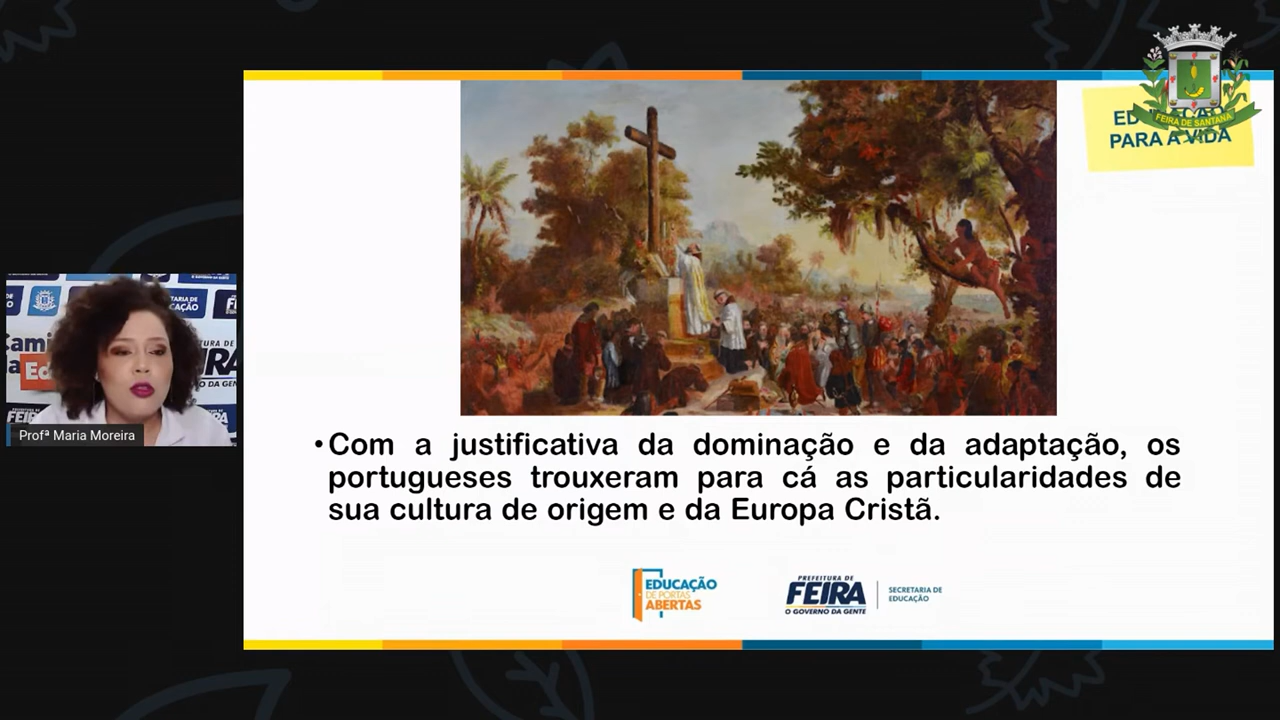 FEIRA DE SANTANA
PARA A VIDA
Profª Maria Moreira
• Com a justificativa da dominação e da adaptação, os
portugueses trouxeram para cá as particularidades de
sua cultura de origem e da Europa Cristã.
EDUCAÇÃO
DE PORTAS
ABERTAS
PREFEITURA DE
FEIRA
O GOVERNO DA GENTE
SECRETARIA DE
EDUCAÇÃO